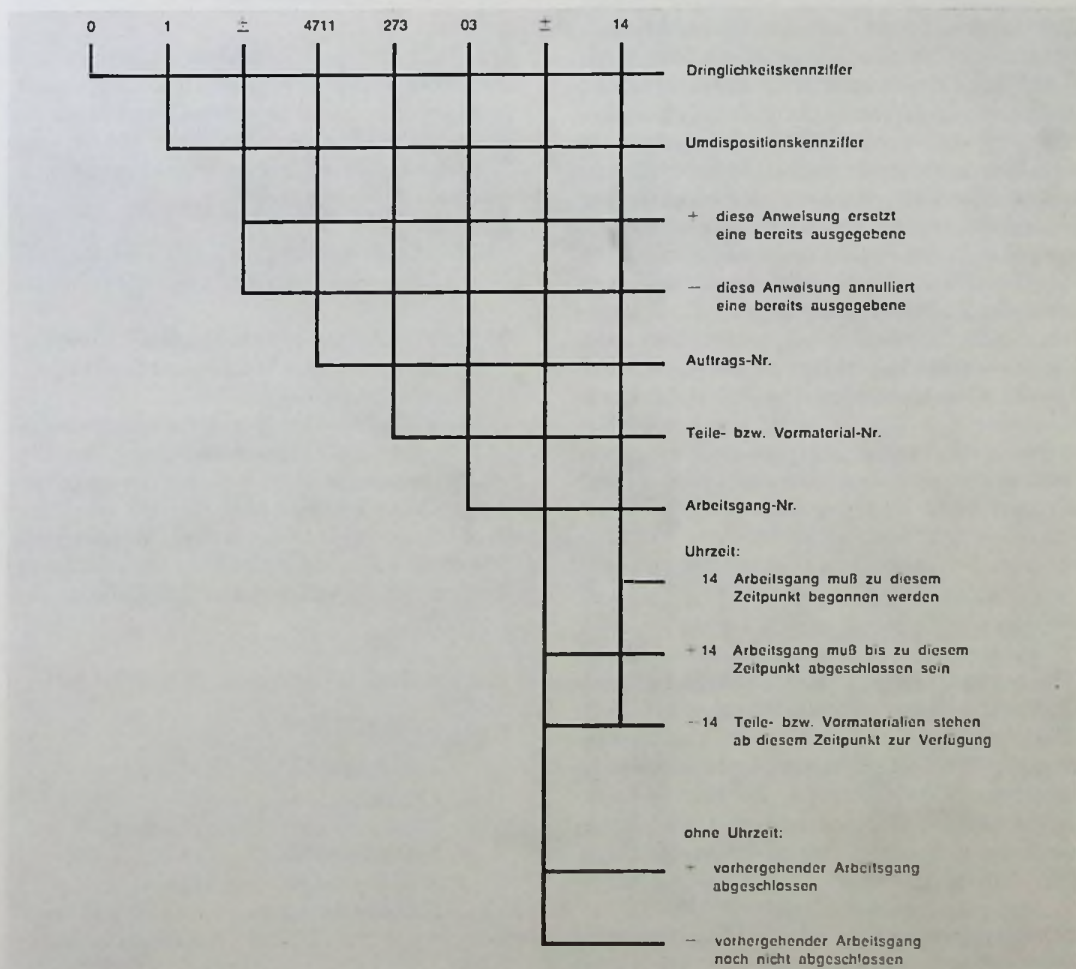 0 1 ± 4711 273 03 ± 14
Dringlichkeitskennziffer
Umdispositionskennziffer
+ diese Anweisung ersetzt
eine bereits ausgegebene
− diese Anweisung annulliert
eine bereits ausgegebene
Auftrags-Nr.
Teile- bzw. Vormaterial-Nr.
Arbeitsgang-Nr.
Uhrzeit:
14 Arbeitsgang muß zu diesem
Zeitpunkt begonnen werden
+ 14 Arbeitsgang muß bis zu diesem
Zeitpunkt abgeschlossen sein
− 14 Teile- bzw. Vormaterialien stehen
ab diesem Zeitpunkt zur Verfügung
ohne Uhrzeit:
+ vorhergehender Arbeitsgang
abgeschlossen
− vorhergehender Arbeitsgang
noch nicht abgeschlossen